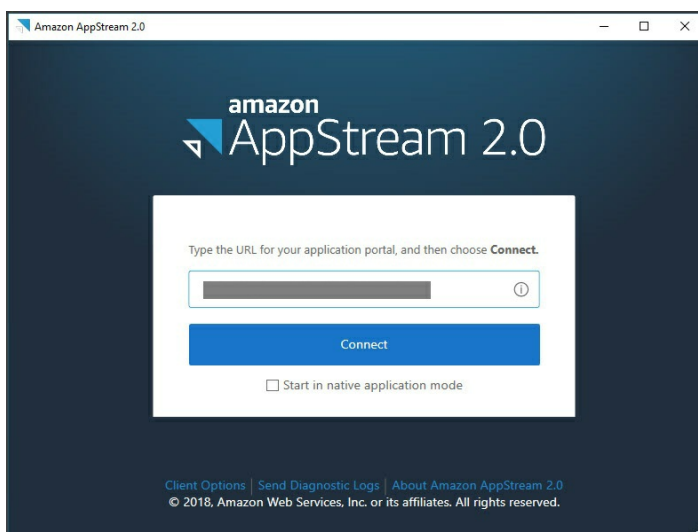 Amazon AppStream 2.0
amazon
AppStream 2.0
Type the URL for your application portal, and then choose Connect.
Connect
Start in native application mode
Client Options | Send Diagnostic Logs | About Amazon AppStream 2.0
© 2018, Amazon Web Services, Inc. or its affiliates. All rights reserved.